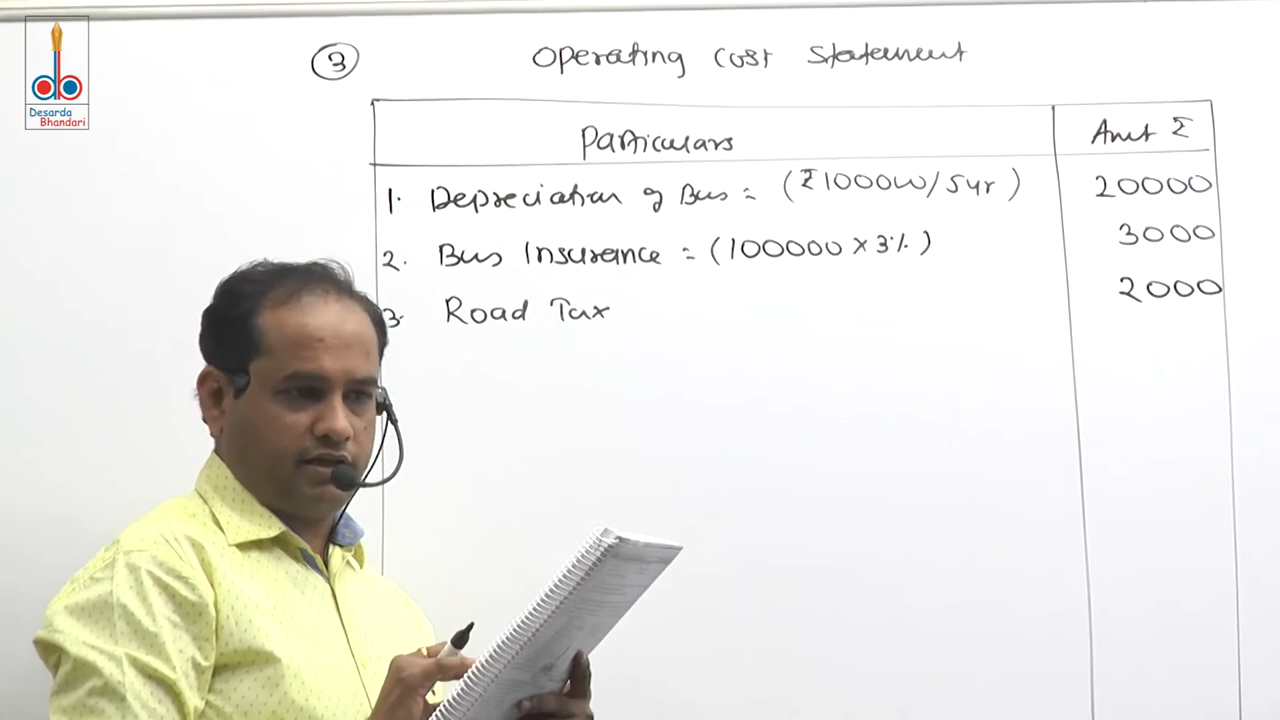 Desarda
Bhandari
3 Operating Cost Statement
Particulars Amt ₹
1. Depreciation of Bus = (₹100000/5yr) 20000
2. Bus Insurance = (100000 × 3%) 3000
3. Road Tax 2000